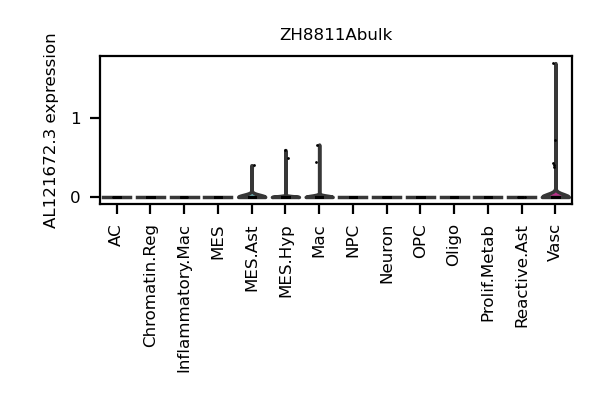 ZH8811Abulk
AL121672.3 expression
1
0
AC
Chromatin.Reg
Inflammatory.Mac
MES
MES.Ast
MES.Hyp
Mac
NPC
Neuron
OPC
Oligo
Prolif.Metab
Reactive.Ast
Vasc